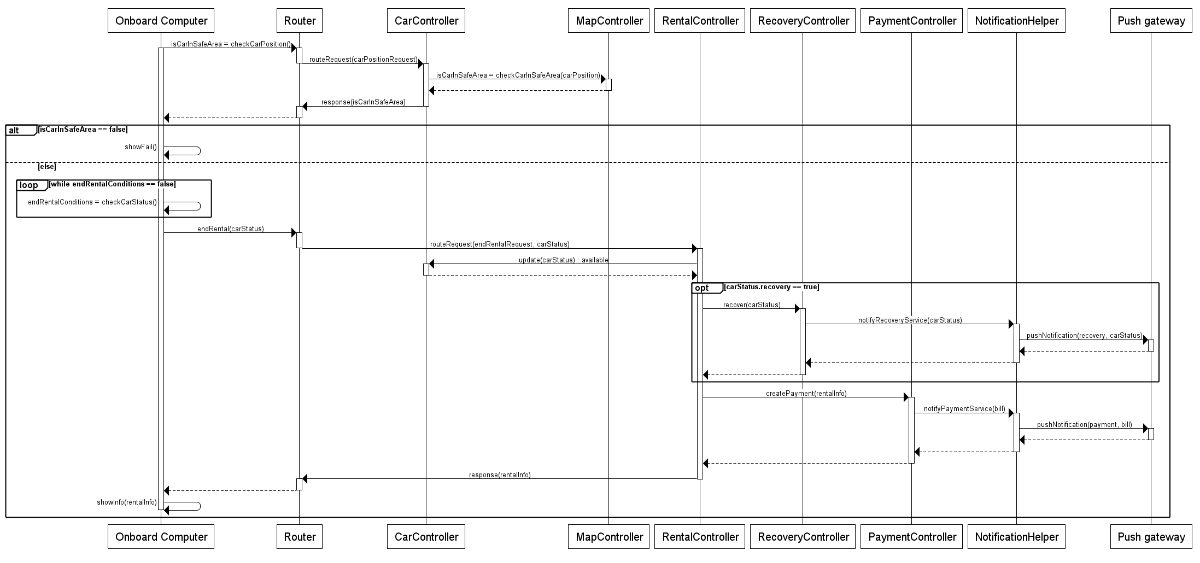 Onboard Computer
Router
CarController
MapController
RentalController
RecoveryController
PaymentController
NotificationHelper
Push gateway
isCarInSafeArea = checkCarPosition()
routeRequest(carPositionRequest)
isCarInSafeArea = checkCarInSafeArea(carPosition)
response(isCarInSafeArea)
alt
[isCarInSafeArea == false]
showFail()
[else]
loop
[while endRentalConditions == false]
endRentalConditions = checkCarStatus()
endRental(carStatus)
routeRequest(endRentalRequest, carStatus)
update(carStatus) : available
opt
[carStatus.recovery == true]
recover(carStatus)
notifyRecoveryService(carStatus)
pushNotification(recovery, carStatus)
createPayment(rentalInfo)
notifyPaymentService(bill)
pushNotification(payment, bill)
response(rentalInfo)
showInfo(rentalInfo)
Onboard Computer
Router
CarController
MapController
RentalController
RecoveryController
PaymentController
NotificationHelper
Push gateway